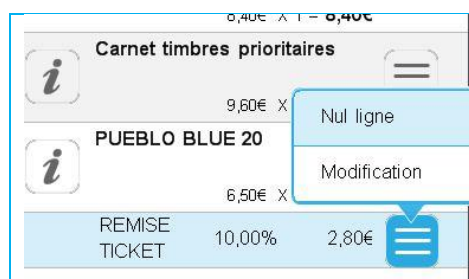 8,40€ X 1 = 8,40€
Carnet timbres prioritaires
i
9,60€ X
Nul ligne
PUEBLO BLUE 20
i
Modification
6,50€ X
REMISE
TICKET 10,00% 2,80€